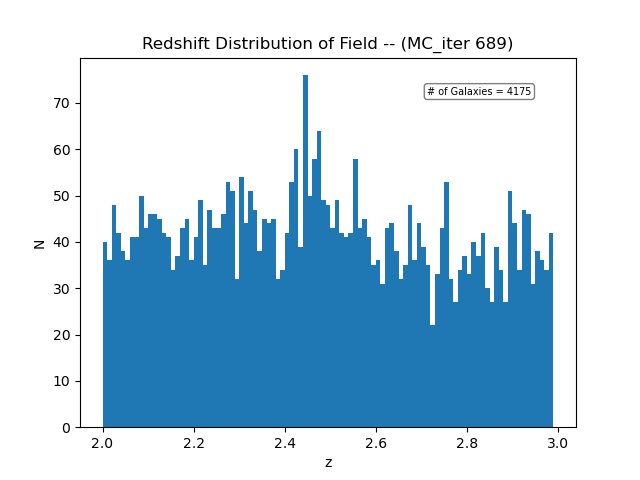 Redshift Distribution of Field -- (MC_iter 689)
# of Galaxies = 4175
70
60
50
40
30
20
10
0
N
2.0 2.2 2.4 2.6 2.8 3.0
z